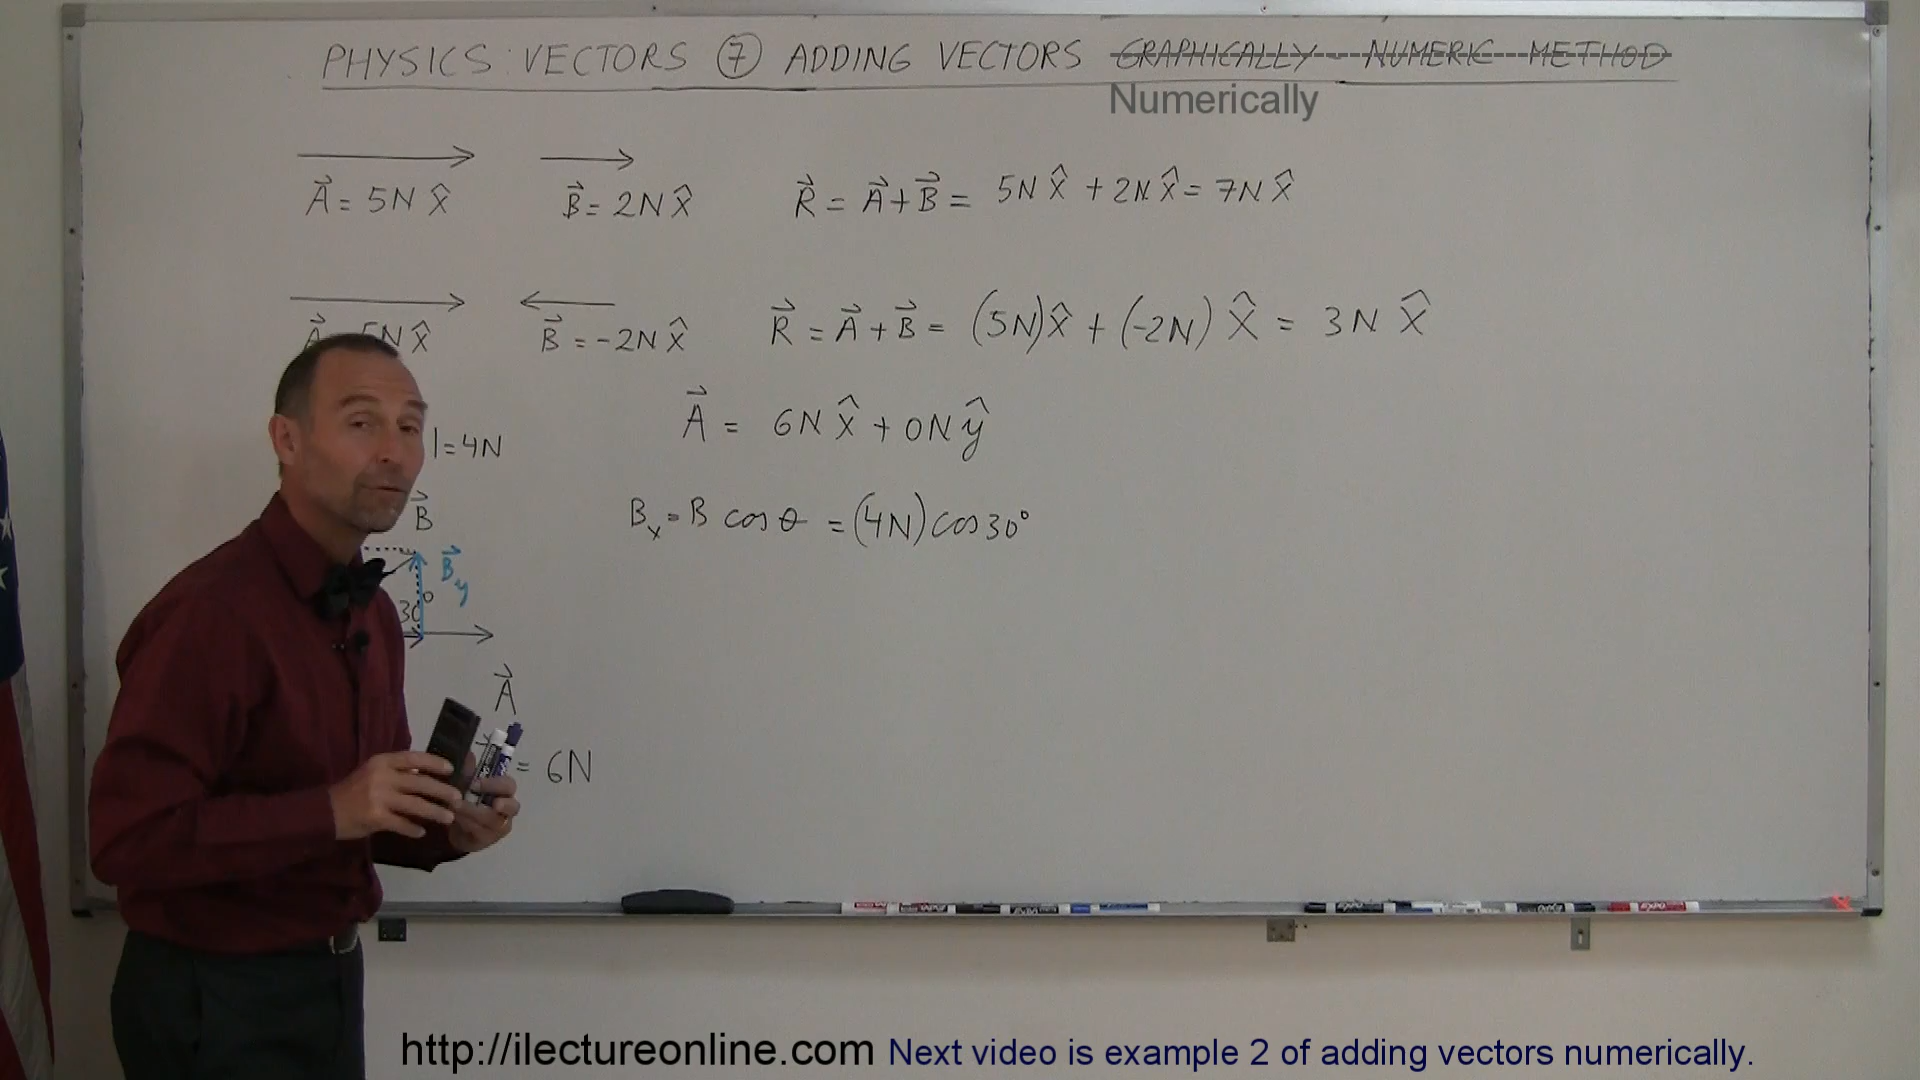 PHYSICS: VECTORS ⑦ ADDING VECTORS GRAPHICALLY - NUMERIC METHOD
Numerically
A⃗ = 5N x̂ B⃗ = 2N x̂ R⃗ = A⃗ + B⃗ = 5N x̂ + 2N x̂ = 7N x̂
5N x̂ B⃗ = -2N x̂ R⃗ = A⃗ + B⃗ = (5N) x̂ + (-2N) x̂ = 3N x̂
A⃗ = 6N x̂ + 0N ŷ
| = 4N
B⃗
Bₓ = B cos θ = (4N) cos 30°
B⃗y
30°
A⃗
= 6N
EXPO
http://ilectureonline.com Next video is example 2 of adding vectors numerically.